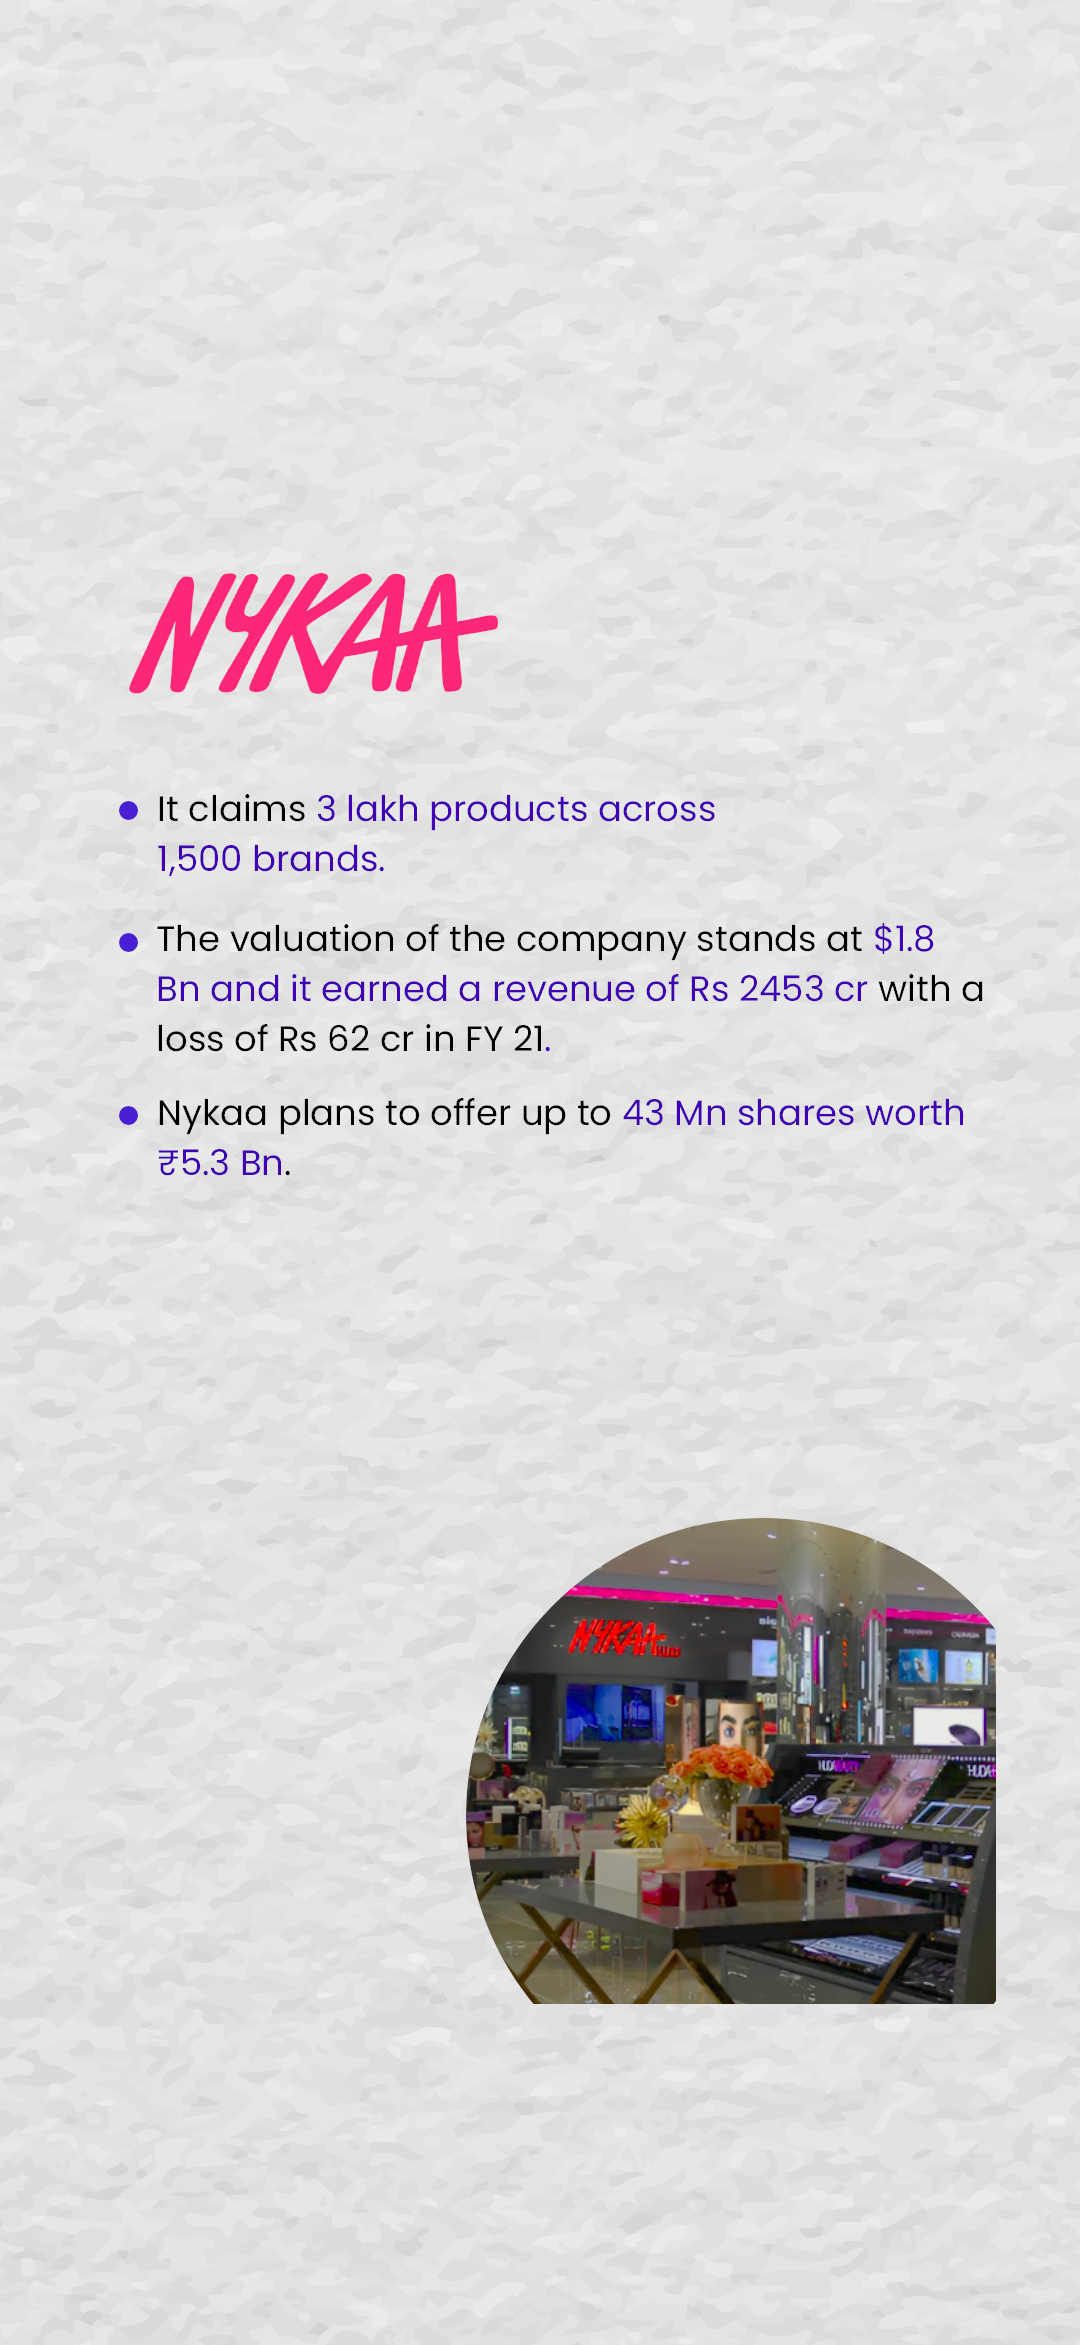 NYKAA
It claims 3 lakh products across
1,500 brands.
The valuation of the company stands at $1.8
Bn and it earned a revenue of Rs 2453 cr with a
loss of Rs 62 cr in FY 21.
Nykaa plans to offer up to 43 Mn shares worth
₹5.3 Bn.
NYKAA
HUDA